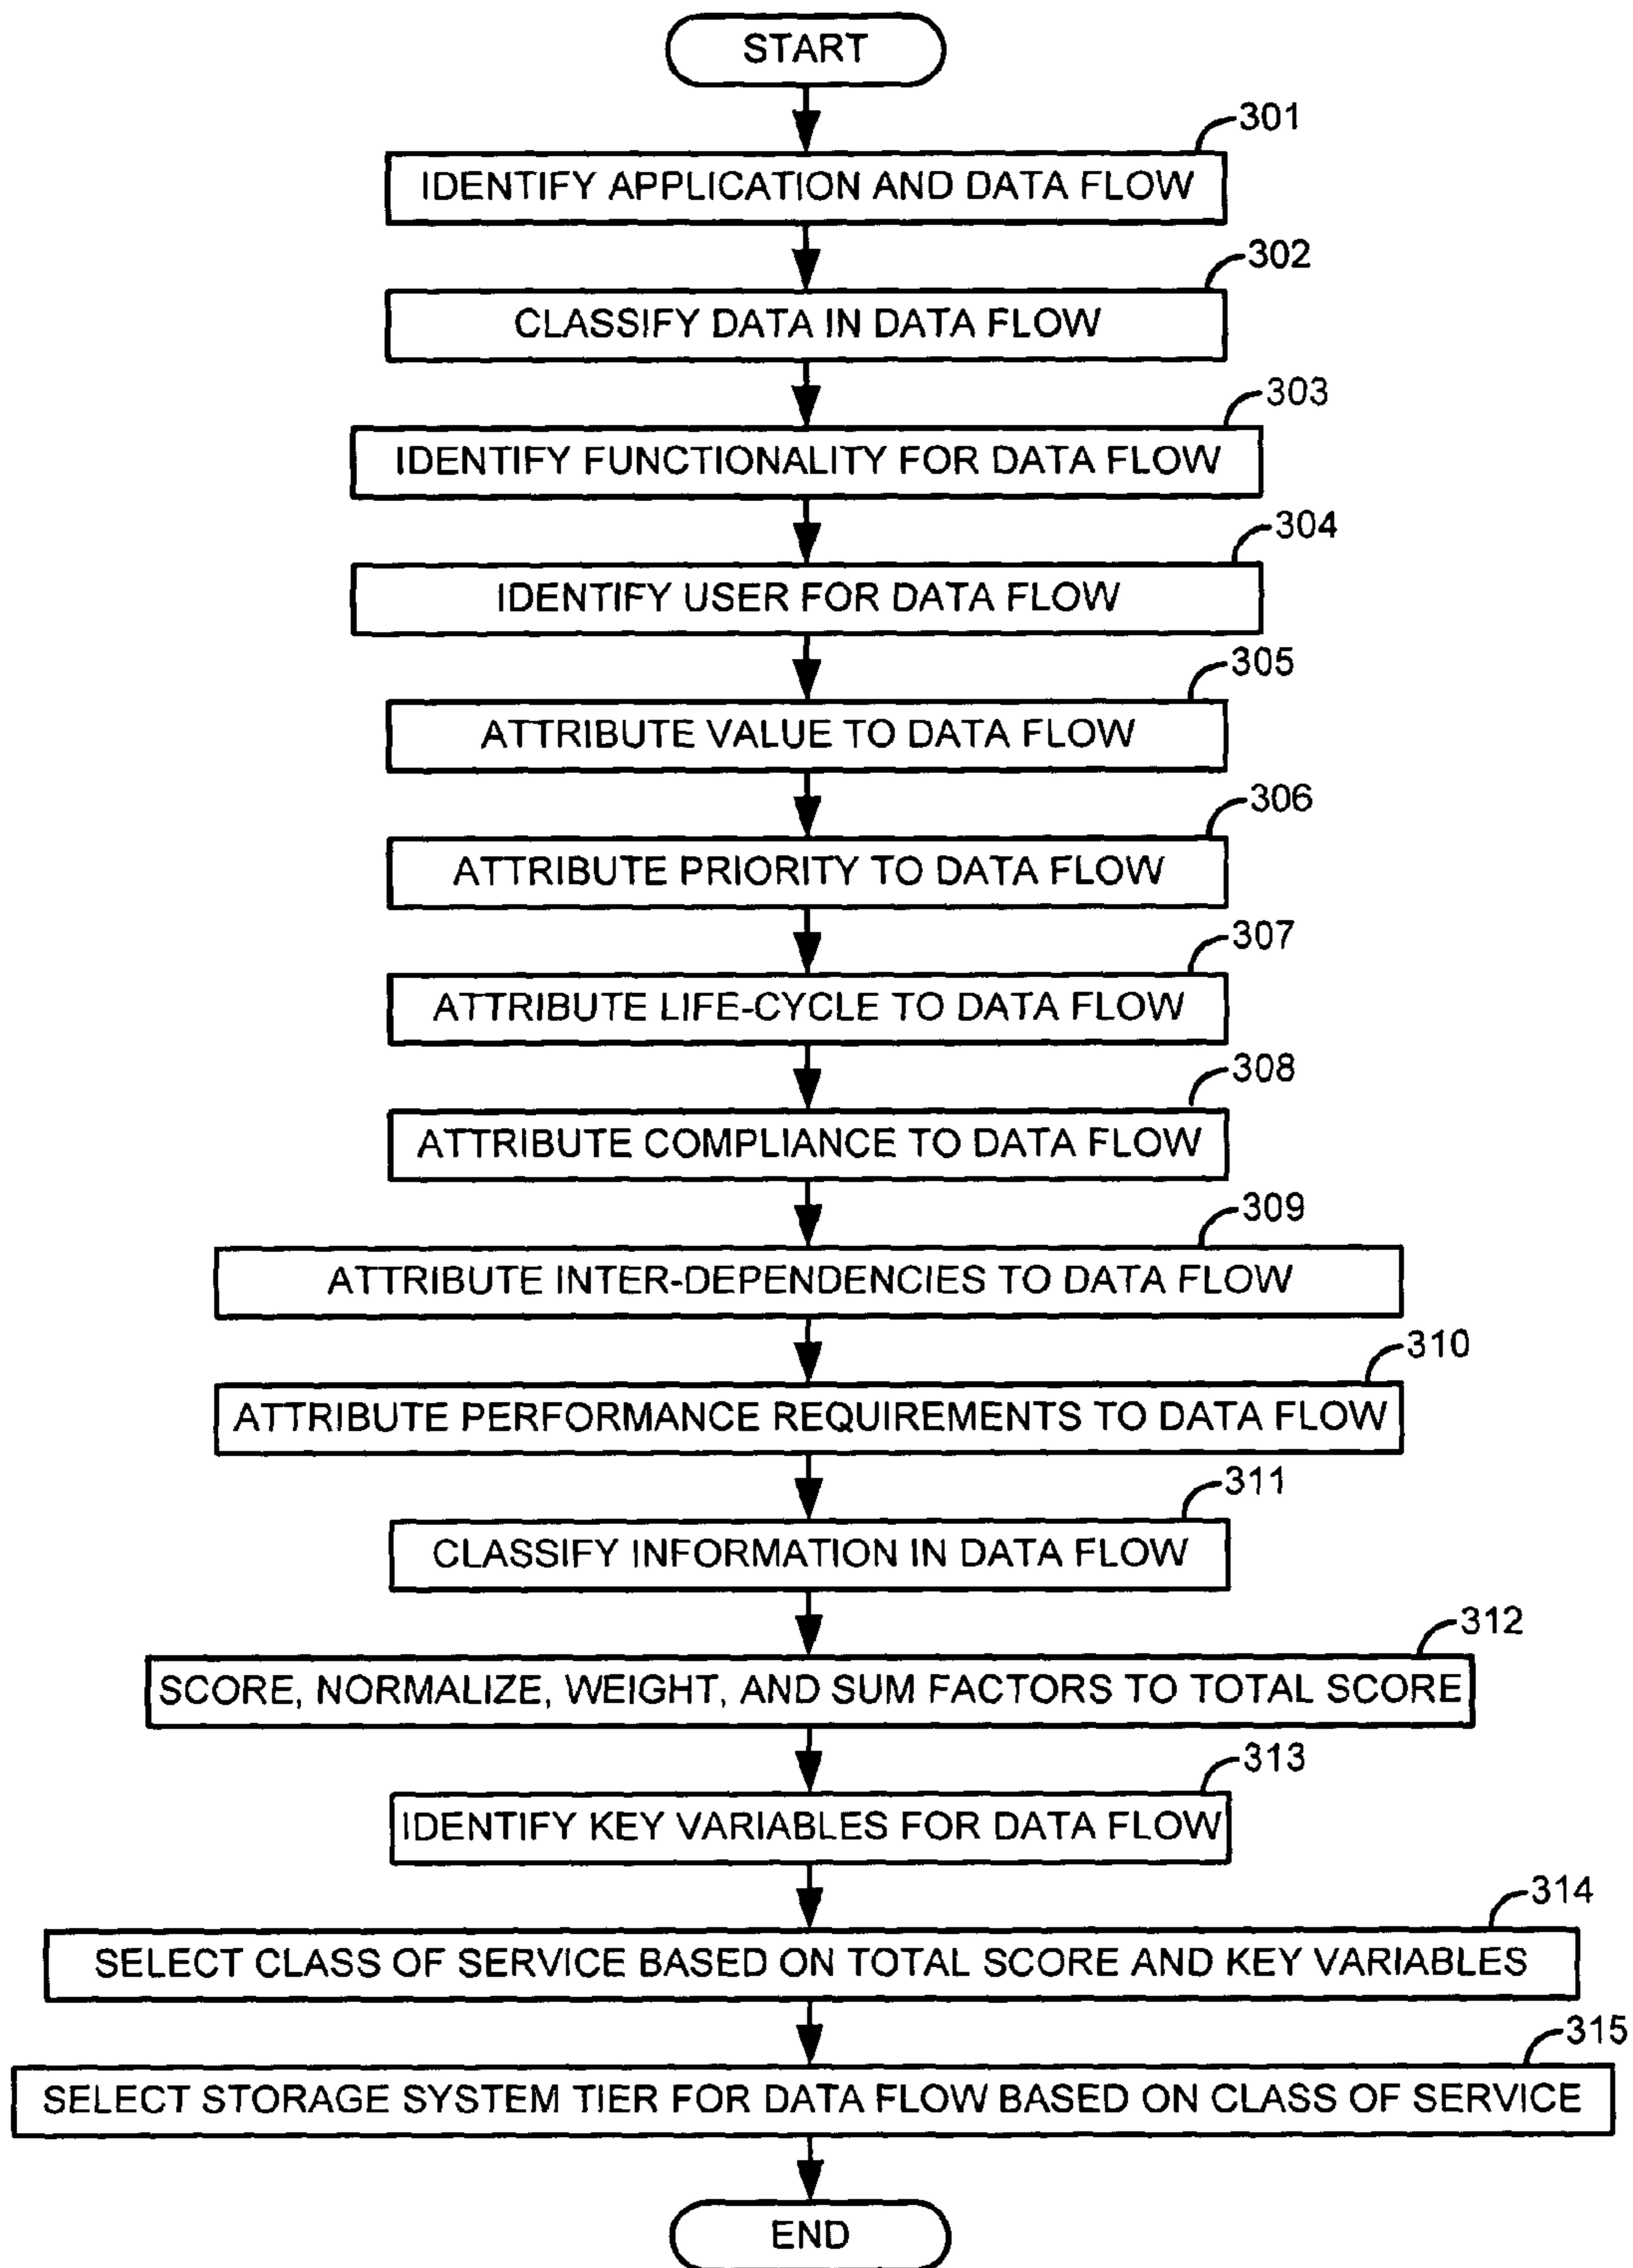 START
301
IDENTIFY APPLICATION AND DATA FLOW
302
CLASSIFY DATA IN DATA FLOW
303
IDENTIFY FUNCTIONALITY FOR DATA FLOW
304
IDENTIFY USER FOR DATA FLOW
305
ATTRIBUTE VALUE TO DATA FLOW
306
ATTRIBUTE PRIORITY TO DATA FLOW
307
ATTRIBUTE LIFE-CYCLE TO DATA FLOW
308
ATTRIBUTE COMPLIANCE TO DATA FLOW
309
ATTRIBUTE INTER-DEPENDENCIES TO DATA FLOW
310
ATTRIBUTE PERFORMANCE REQUIREMENTS TO DATA FLOW
311
CLASSIFY INFORMATION IN DATA FLOW
312
SCORE, NORMALIZE, WEIGHT, AND SUM FACTORS TO TOTAL SCORE
313
IDENTIFY KEY VARIABLES FOR DATA FLOW
314
SELECT CLASS OF SERVICE BASED ON TOTAL SCORE AND KEY VARIABLES
315
SELECT STORAGE SYSTEM TIER FOR DATA FLOW BASED ON CLASS OF SERVICE
END